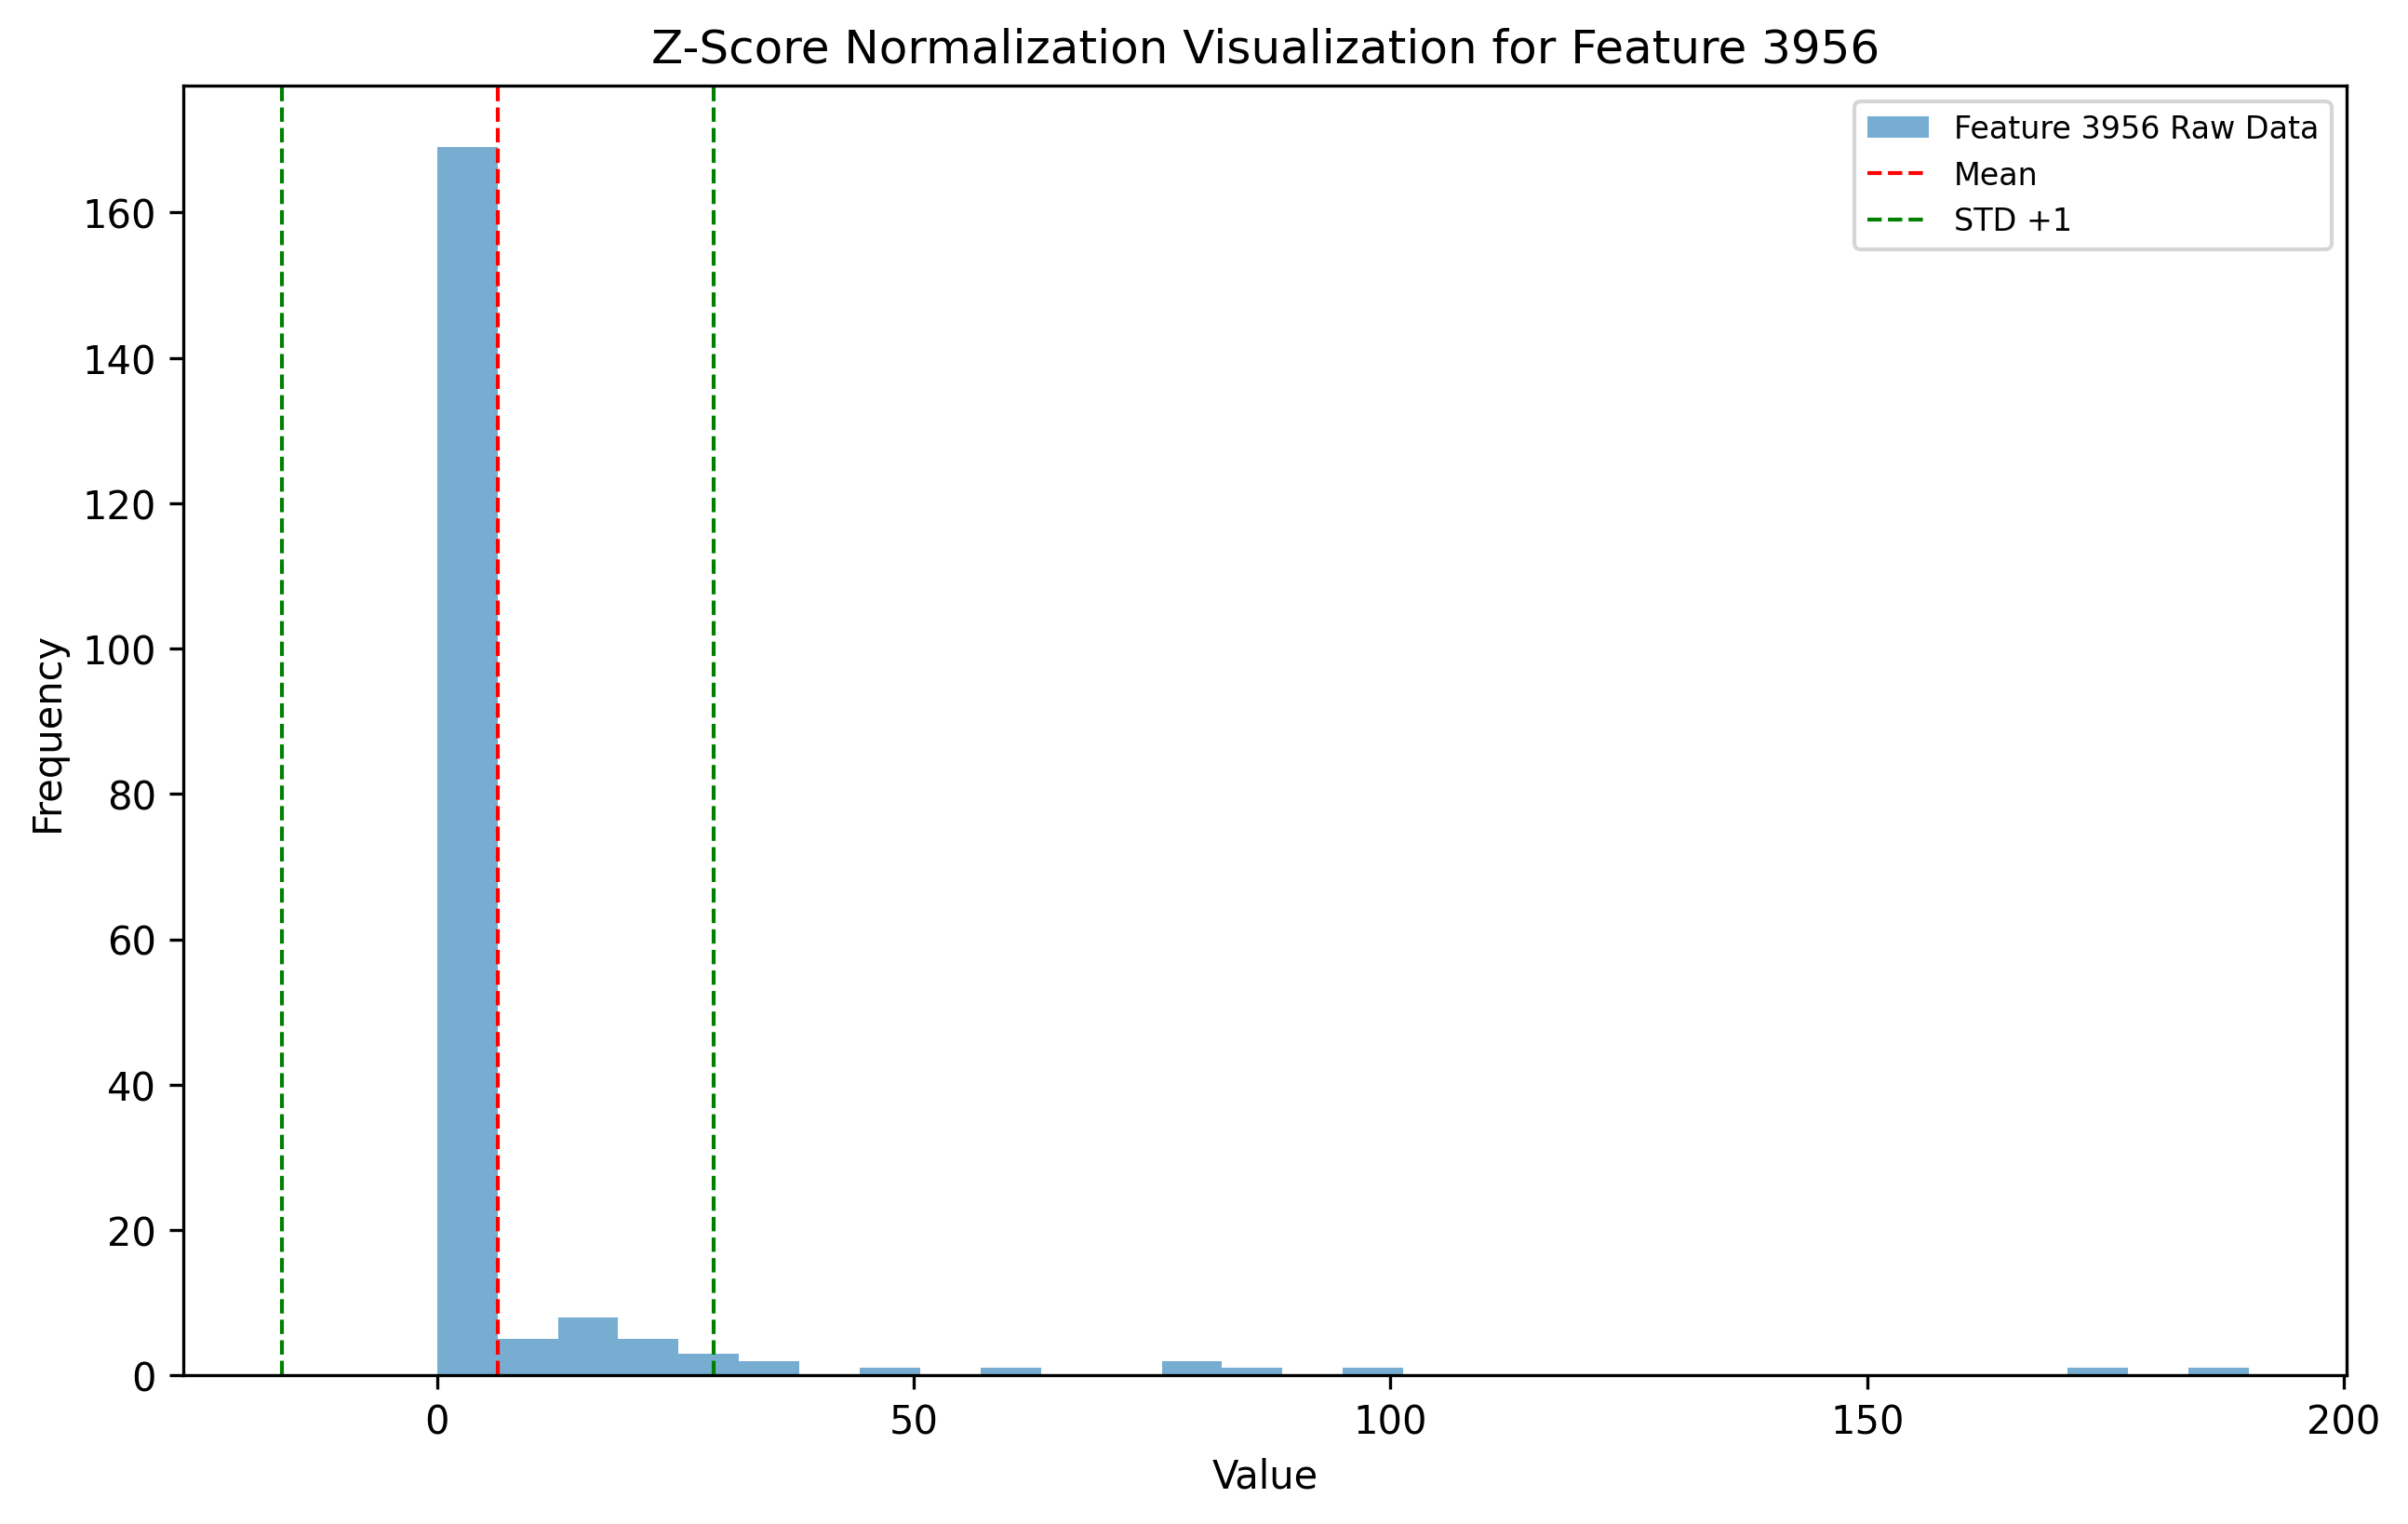 Z-Score Normalization Visualization for Feature 3956
Feature 3956 Raw Data
Mean
STD +1
Frequency
160
140
120
100
80
60
40
20
0
0 50 100 150 200
Value